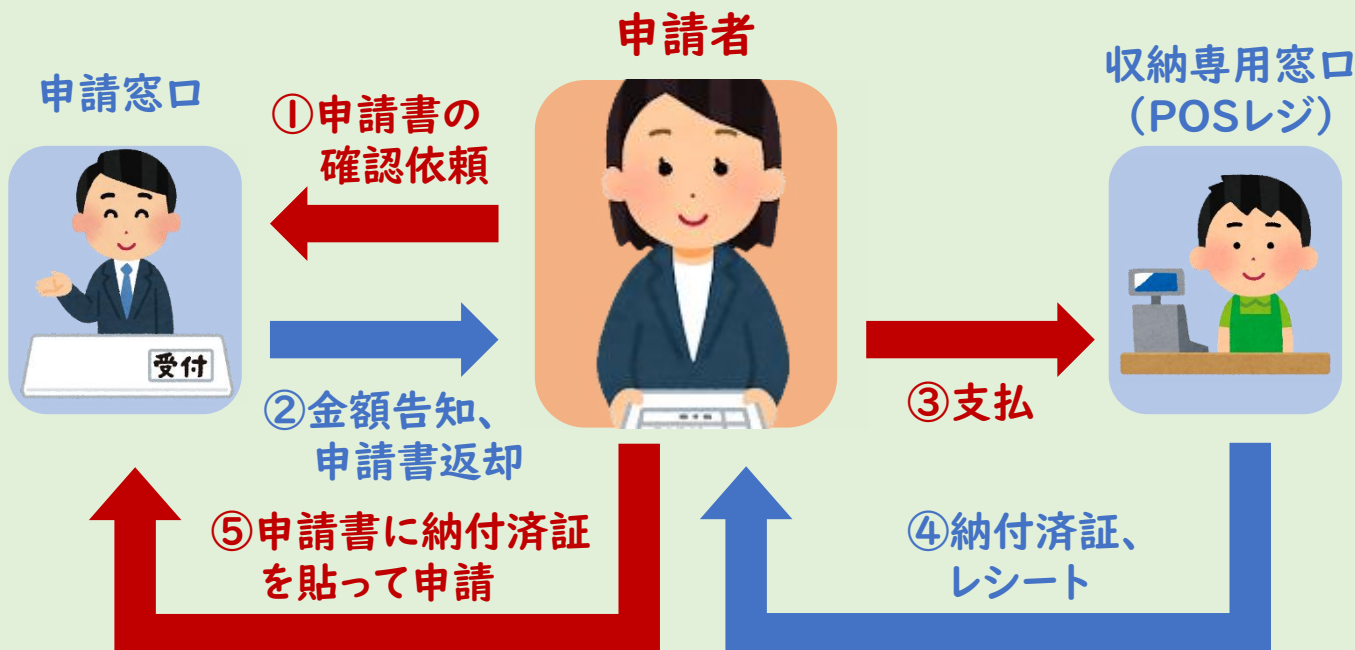 申請者
申請窓口
収納専用窓口
（POSレジ）
①申請書の
確認依頼
受付
②金額告知、
申請書返却
③支払
④納付済証、
レシート
⑤申請書に納付済証
を貼って申請